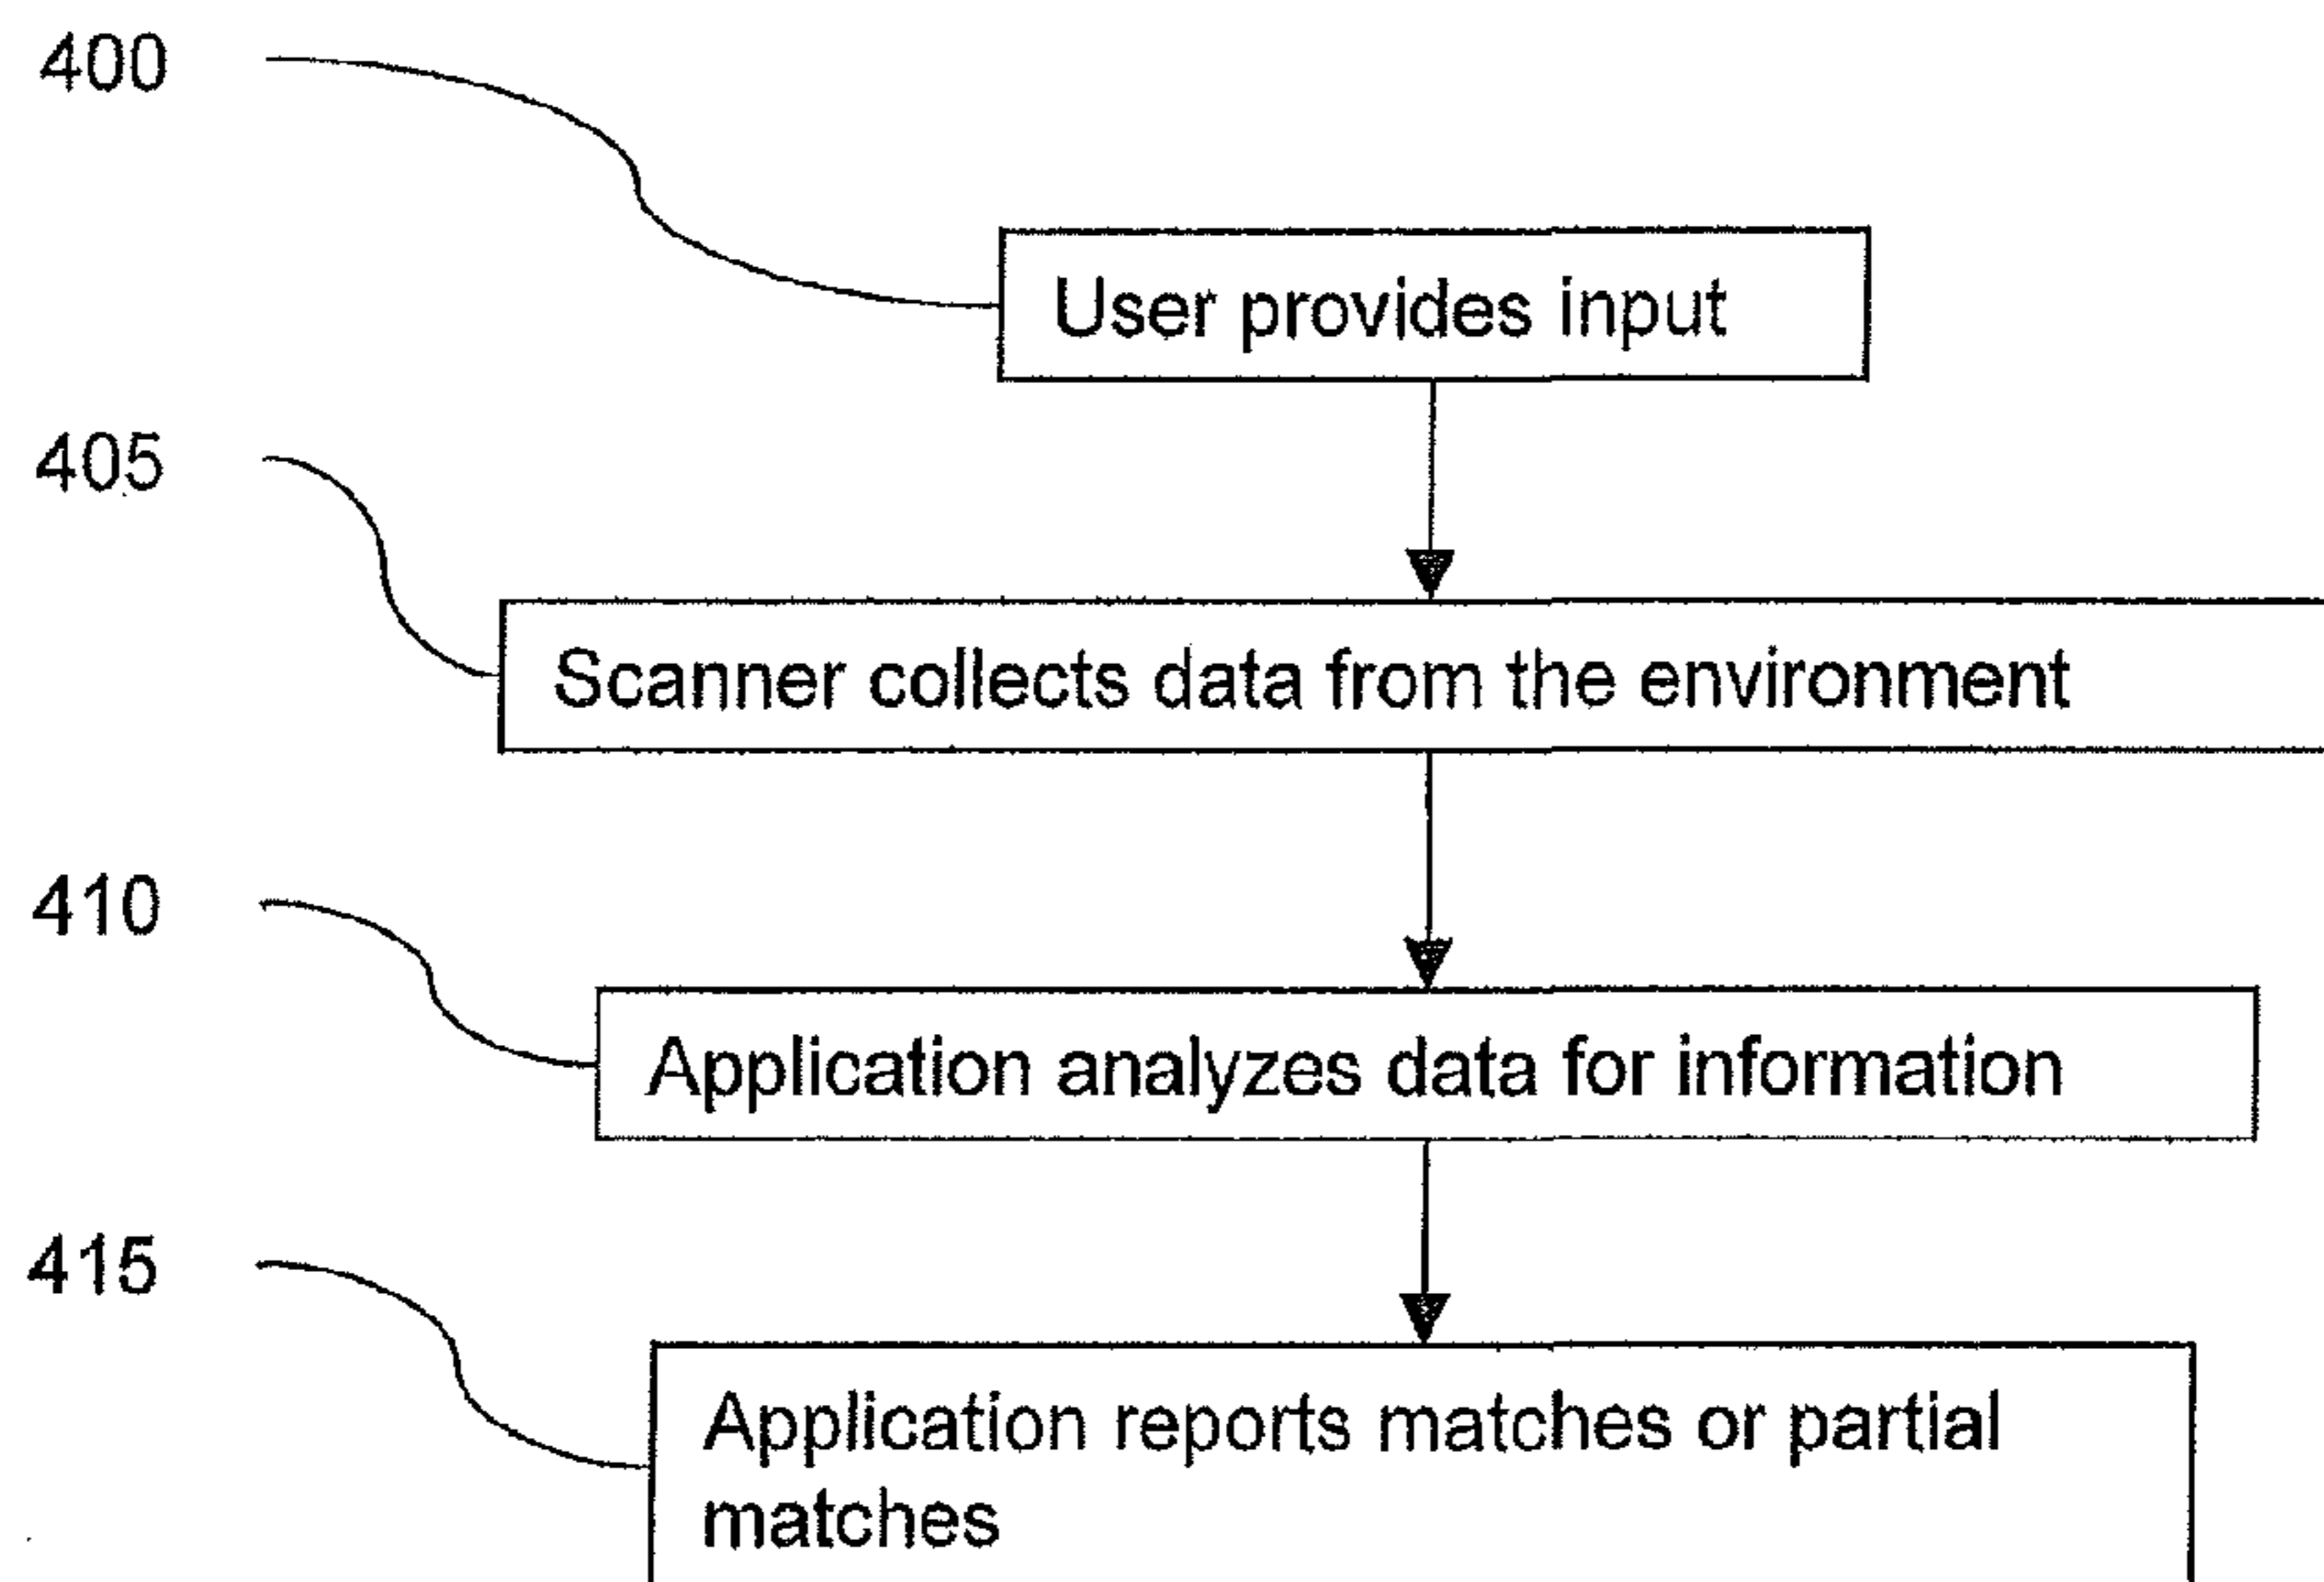 400
User provides input
405
Scanner collects data from the environment
410
Application analyzes data for information
415
Application reports matches or partial
matches